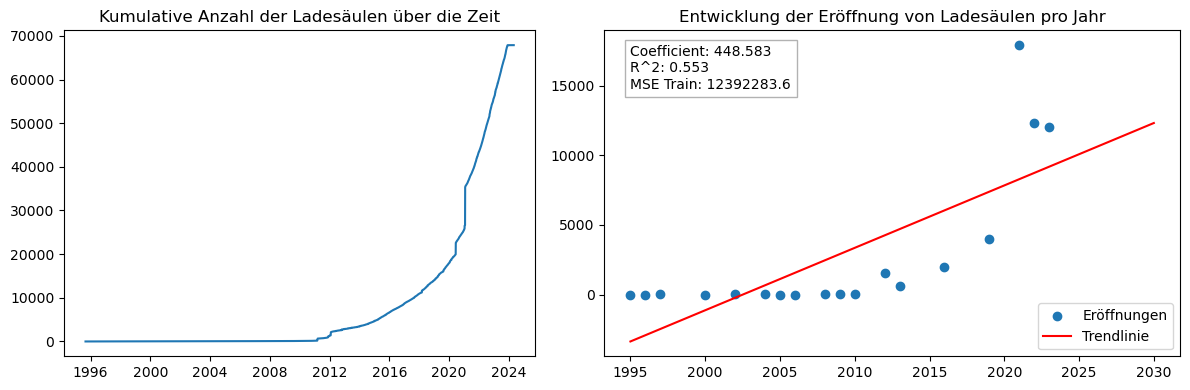 Kumulative Anzahl der Ladesäulen über die Zeit
70000
60000
50000
40000
30000
20000
10000
0
1996 2000 2004 2008 2012 2016 2020 2024
Entwicklung der Eröffnung von Ladesäulen pro Jahr
Coefficient: 448.583
R^2: 0.553
MSE Train: 12392283.6
15000
10000
5000
0
Eröffnungen
Trendlinie
1995 2000 2005 2010 2015 2020 2025 2030